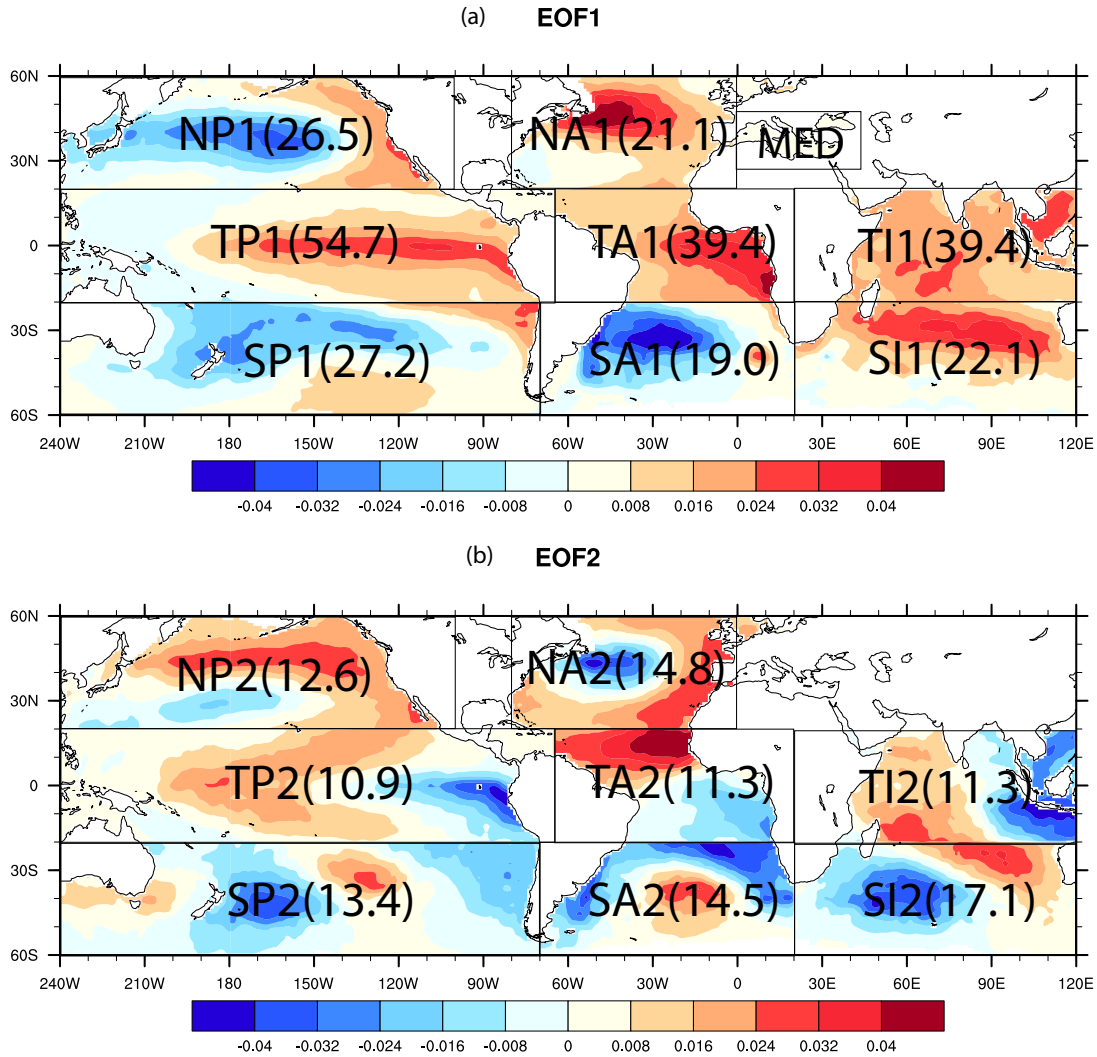 (a) EOF1
60N
NP1(26.5) NA1(21.1) MED
30N
TP1(54.7) TA1(39.4) TI1(39.4)
0
30S
SP1(27.2) SA1(19.0) SI1(22.1)
60S
240W 210W 180 150W 120W 90W 60W 30W 0 30E 60E 90E 120E
-0.04 -0.032 -0.024 -0.016 -0.008 0 0.008 0.016 0.024 0.032 0.04
(b) EOF2
60N
NP2(12.6) NA2(14.8)
30N
TP2(10.9) TA2(11.3) TI2(11.3)
0
30S
SP2(13.4) SA2(14.5) SI2(17.1)
60S
240W 210W 180 150W 120W 90W 60W 30W 0 30E 60E 90E 120E
-0.04 -0.032 -0.024 -0.016 -0.008 0 0.008 0.016 0.024 0.032 0.04